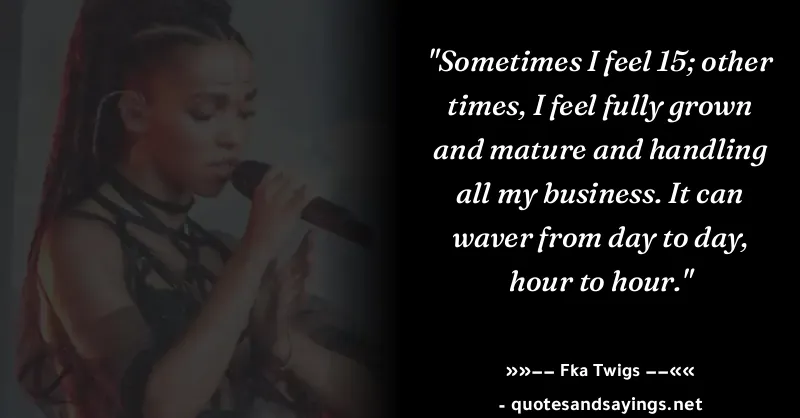 "Sometimes I feel 15; other
times, I feel fully grown
and mature and handling
all my business. It can
waver from day to day,
hour to hour."
»»–– Fka Twigs ––««
- quotesandsayings.net